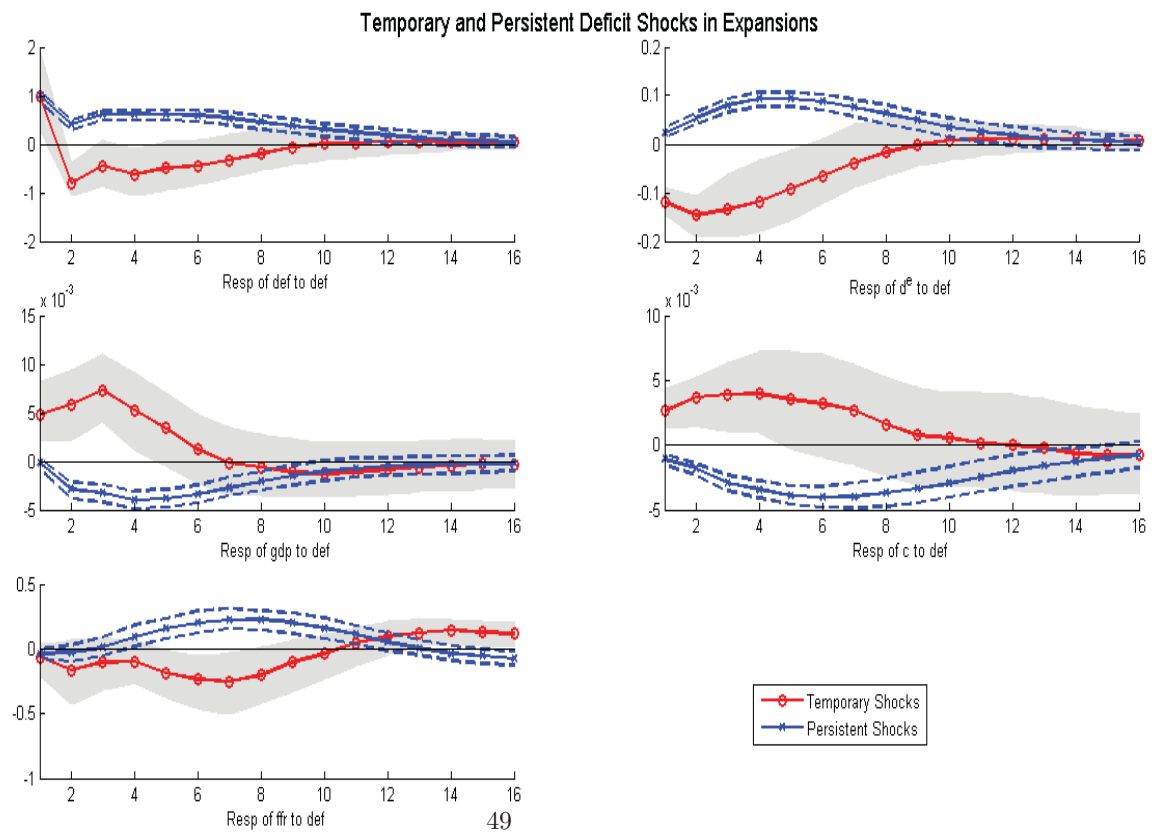 Temporary and Persistent Deficit Shocks in Expansions
2
1
0
-1
-2
2 4 6 8 10 12 14 16
Resp of def to def
0.2
0.1
0
-0.1
-0.2
2 4 6 8 10 12 14 16
Resp of d^e to def
x 10^-3
15
10
5
0
-5
2 4 6 8 10 12 14 16
Resp of gdp to def
x 10^-3
10
5
0
-5
2 4 6 8 10 12 14 16
Resp of c to def
0.5
0
-0.5
-1
2 4 6 8 10 12 14 16
Resp of ffr to def
Temporary Shocks
Persistent Shocks
49